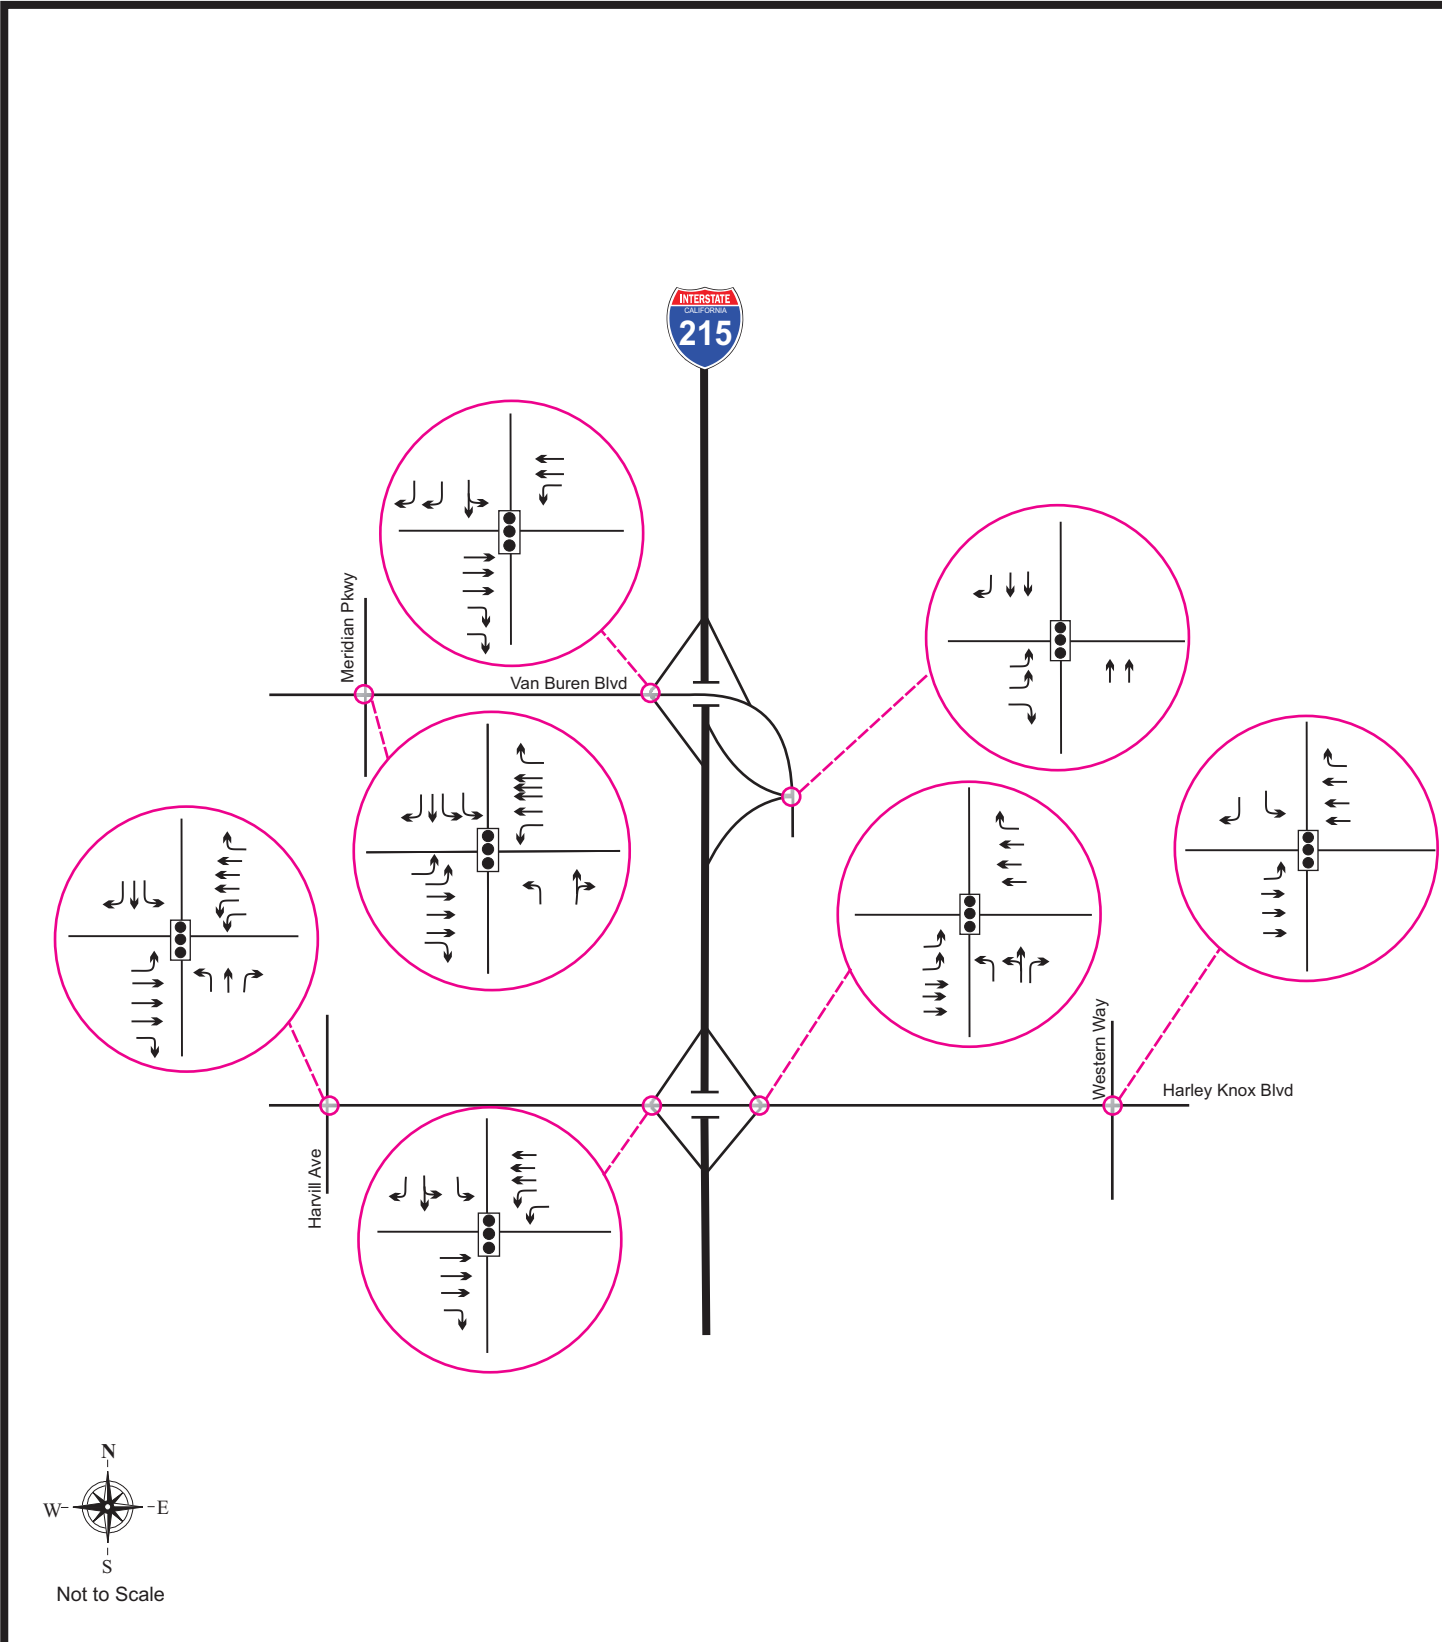 INTERSTATE
CALIFORNIA
215
Meridian Pkwy
Van Buren Blvd
Western Way
Harley Knox Blvd
Harvill Ave
N
W
E
S
Not to Scale